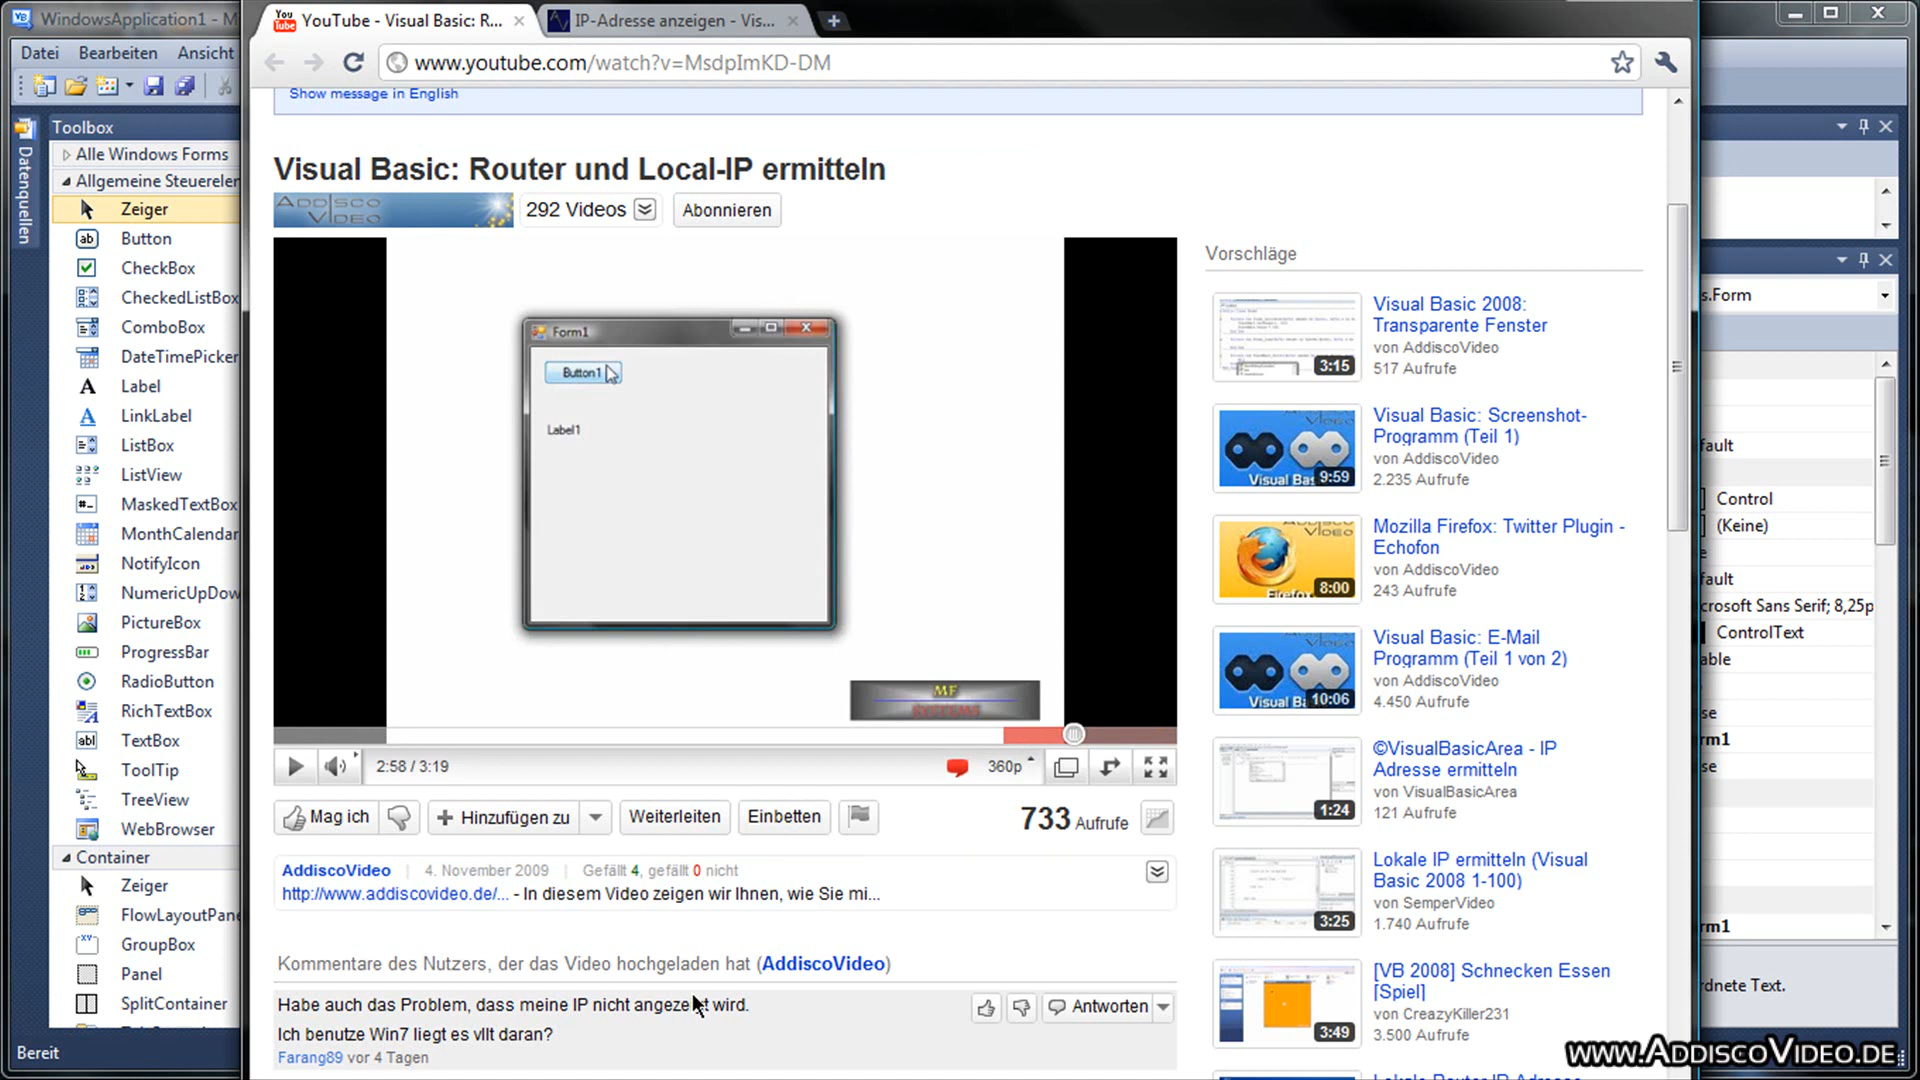 WindowsApplication1 - M
Datei Bearbeiten Ansicht
Datenquellen
Toolbox
Alle Windows Forms
Allgemeine Steuerelen
Zeiger
Button
CheckBox
CheckedListBox
ComboBox
DateTimePicker
Label
LinkLabel
ListBox
ListView
MaskedTextBox
MonthCalendar
NotifyIcon
NumericUpDow
PictureBox
ProgressBar
RadioButton
RichTextBox
TextBox
ToolTip
TreeView
WebBrowser
Container
Zeiger
FlowLayoutPane
GroupBox
Panel
SplitContainer
Bereit
YouTube - Visual Basic: R...
IP-Adresse anzeigen - Vis...
www.youtube.com/watch?v=MsdpImKD-DM
Show message in English
Visual Basic: Router und Local-IP ermitteln
ADDISCO VIDEO
292 Videos
Abonnieren
Form1
Button1
Label1
MF
SYSTEMS
2:58 / 3:19
360p
Mag ich
Hinzufügen zu
Weiterleiten
Einbetten
733 Aufrufe
AddiscoVideo | 4. November 2009 | Gefällt 4, gefällt 0 nicht
http://www.addiscovideo.de/... - In diesem Video zeigen wir Ihnen, wie Sie mi...
Kommentare des Nutzers, der das Video hochgeladen hat (AddiscoVideo)
Habe auch das Problem, dass meine IP nicht angezeigt wird.
Antworten
Ich benutze Win7 liegt es vllt daran?
Farang89 vor 4 Tagen
Vorschläge
3:15
Visual Basic 2008:
Transparente Fenster
von AddiscoVideo
517 Aufrufe
9:59
Visual Basic: Screenshot-
Programm (Teil 1)
von AddiscoVideo
2.235 Aufrufe
8:00
Mozilla Firefox: Twitter Plugin -
Echofon
von AddiscoVideo
243 Aufrufe
10:06
Visual Basic: E-Mail
Programm (Teil 1 von 2)
von AddiscoVideo
4.450 Aufrufe
1:24
©VisualBasicArea - IP
Adresse ermitteln
von VisualBasicArea
121 Aufrufe
3:25
Lokale IP ermitteln (Visual
Basic 2008 1-100)
von SemperVideo
1.740 Aufrufe
3:49
[VB 2008] Schnecken Essen
[Spiel]
von CreazyKiller231
3.500 Aufrufe
s.Form
fault
Control
(Keine)
fault
crosoft Sans Serif; 8,25p
ControlText
able
se
rm1
se
rm1
rdnete Text.
www.AddiscoVideo.de